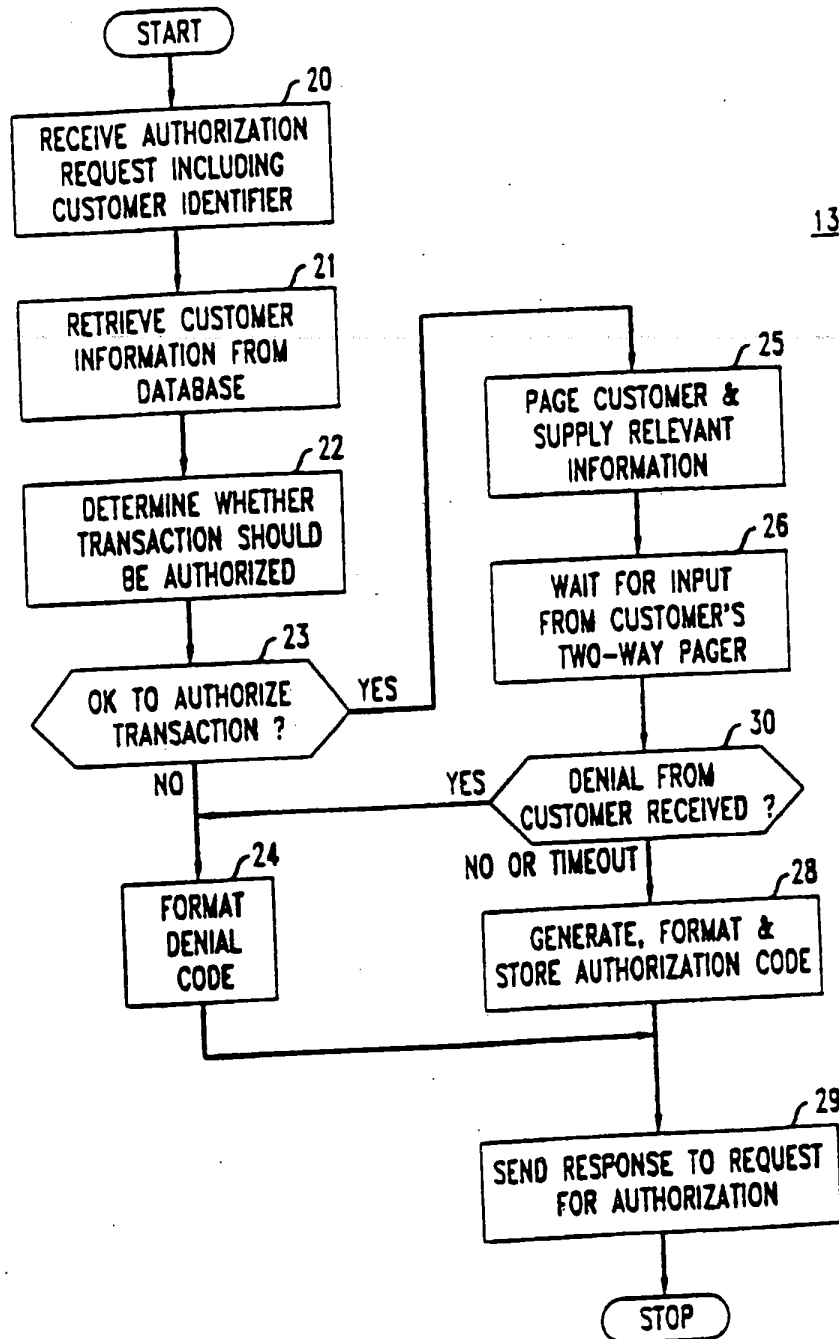 START
20
RECEIVE AUTHORIZATION
REQUEST INCLUDING
CUSTOMER IDENTIFIER
13
21
RETRIEVE CUSTOMER
INFORMATION FROM
DATABASE
22
DETERMINE WHETHER
TRANSACTION SHOULD
BE AUTHORIZED
23
OK TO AUTHORIZE
TRANSACTION ?
YES
NO
24
FORMAT
DENIAL
CODE
25
PAGE CUSTOMER &
SUPPLY RELEVANT
INFORMATION
26
WAIT FOR INPUT
FROM CUSTOMER'S
TWO-WAY PAGER
30
DENIAL FROM
CUSTOMER RECEIVED ?
YES
NO OR TIMEOUT
28
GENERATE, FORMAT &
STORE AUTHORIZATION CODE
29
SEND RESPONSE TO REQUEST
FOR AUTHORIZATION
STOP